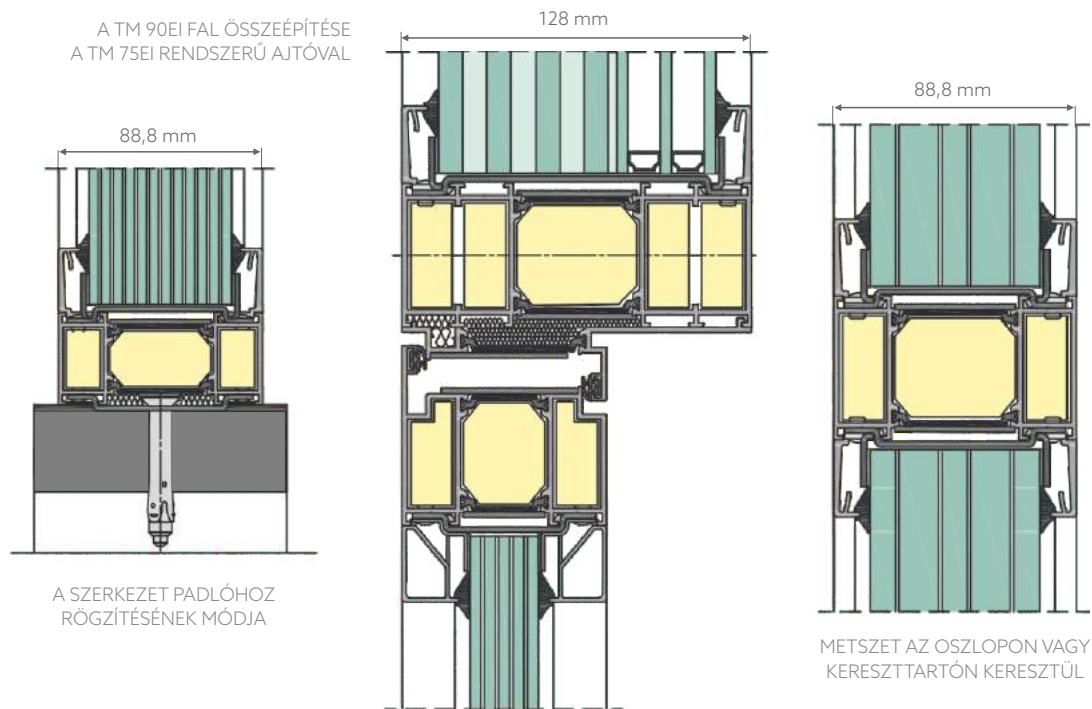 A TM 90EI FAL ÖSSZEÉPÍTÉSE
A TM 75EI RENDSZERŰ AJTÓVAL
128 mm
88,8 mm
88,8 mm
A SZERKEZET PADLÓHOZ
RÖGZÍTÉSÉNEK MÓDJA
METSZET AZ OSZLOPON VAGY
KERESZTTARTÓN KERESZTÜL